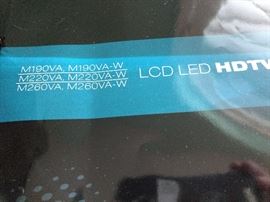 M190VA, M190VA-W
M220VA, M220VA-W
M260VA, M260VA-W
LCD LED HDTV